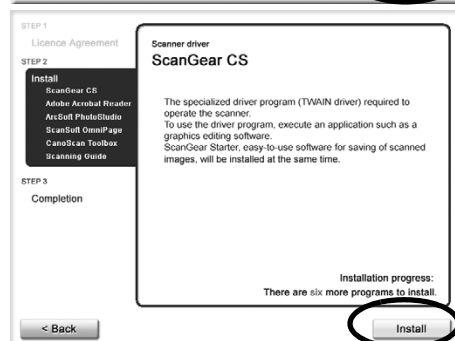 STEP 1
Licence Agreement
STEP 2
Install
ScanGear CS
Adobe Acrobat Reader
ArcSoft PhotoStudio
ScanSoft OmniPage
CanoScan Toolbox
Scanning Guide
STEP 3
Completion
Scanner driver
ScanGear CS
The specialized driver program (TWAIN driver) required to
operate the scanner.
To use the driver program, execute an application such as a
graphics editing software.
ScanGear Starter, easy-to-use software for saving of scanned
images, will be installed at the same time.
Installation progress:
There are six more programs to install.
< Back
Install